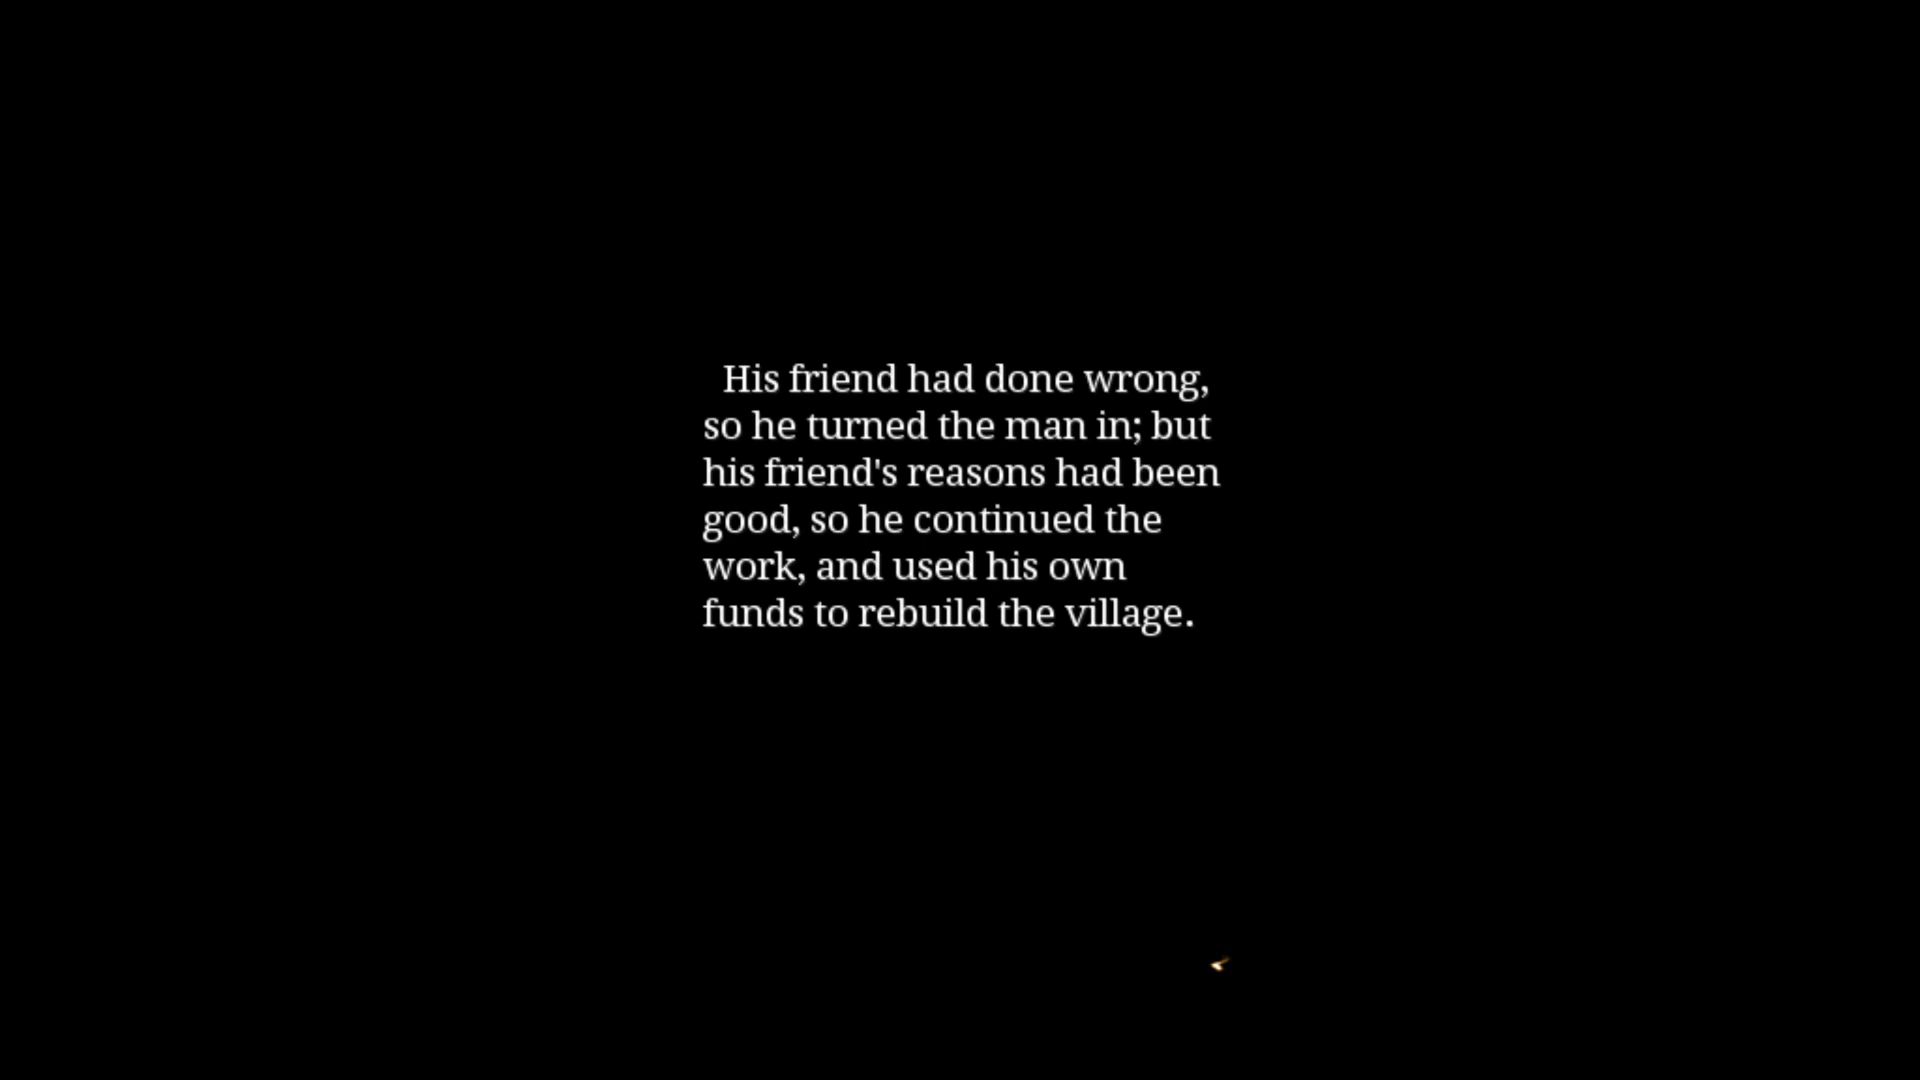 His friend had done wrong,
so he turned the man in; but
his friend's reasons had been
good, so he continued the
work, and used his own
funds to rebuild the village.